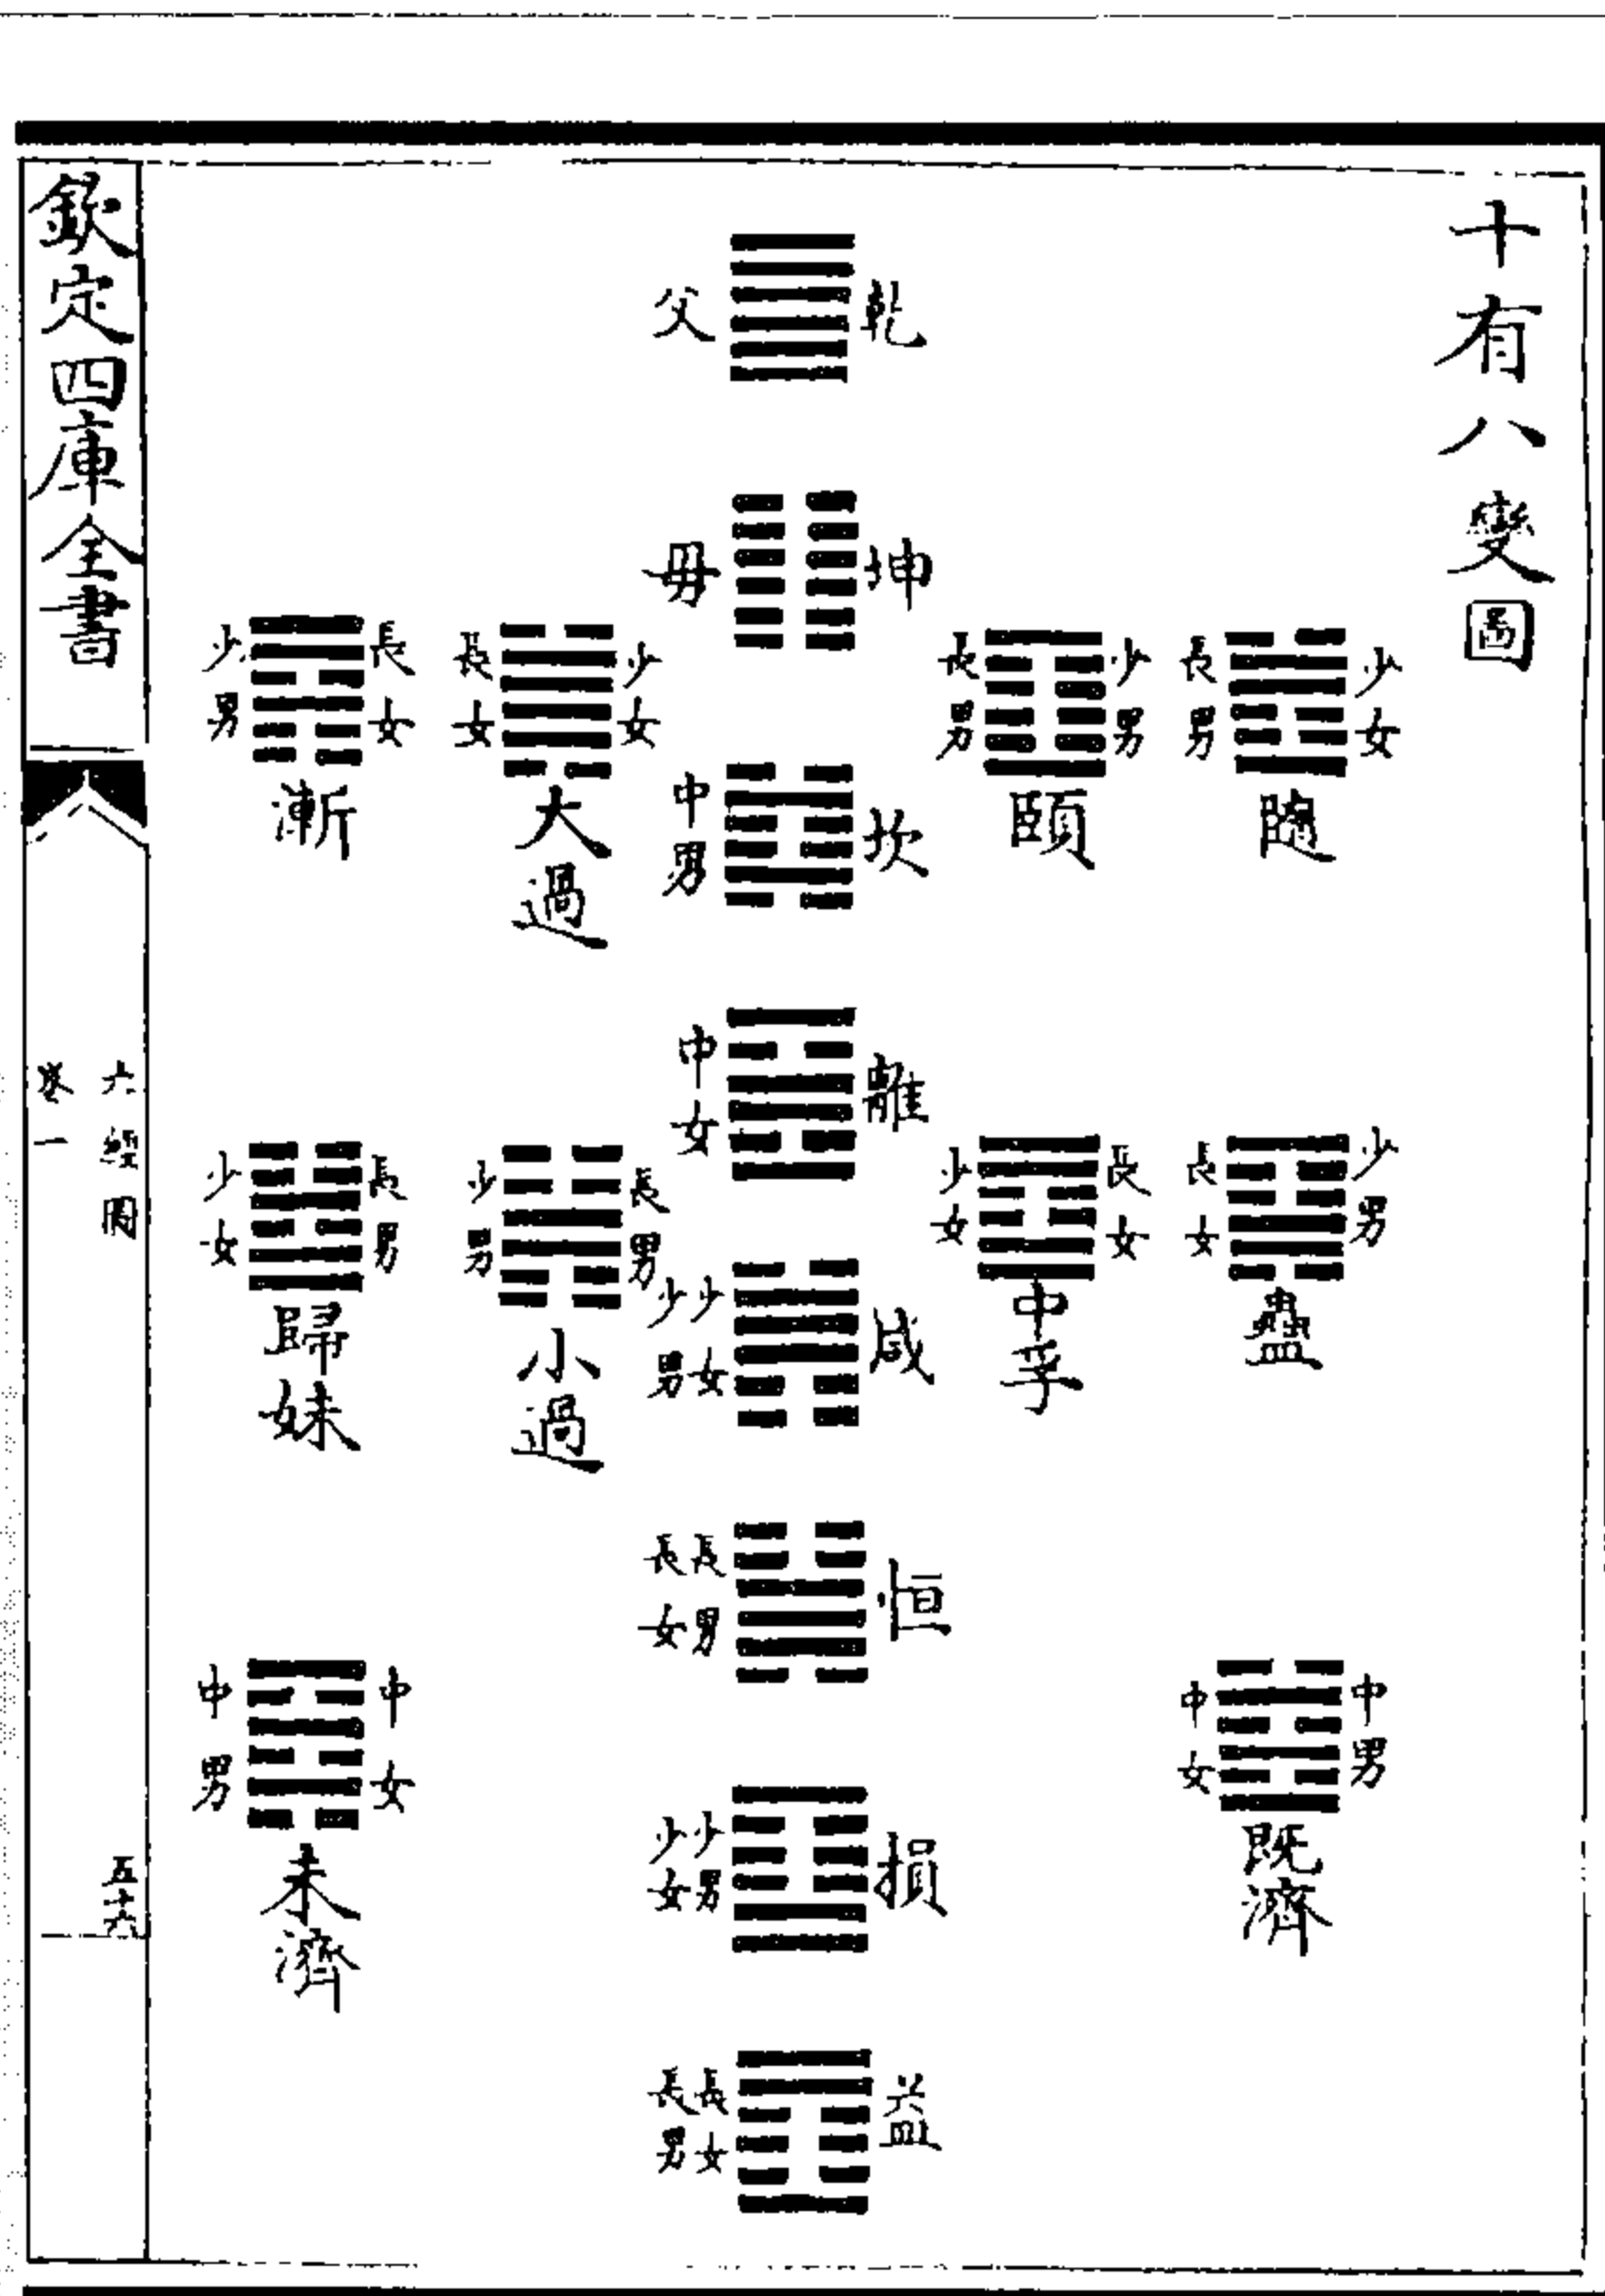 十有八變圖
隨
少女
長男
蠱
少男
長女
既濟
中男
中女
頤
少男
長男
中孚
長女
少女
乾
父
坤
毋
坎
中男
離
中女
咸
少女
少男
恒
長男
長女
損
少男
少女
益
長女
長男
大過
少女
長女
小過
長男
少男
漸
長女
少男
歸妹
長男
少女
未濟
中女
中男
欽定四庫全書
六經圖
卷一